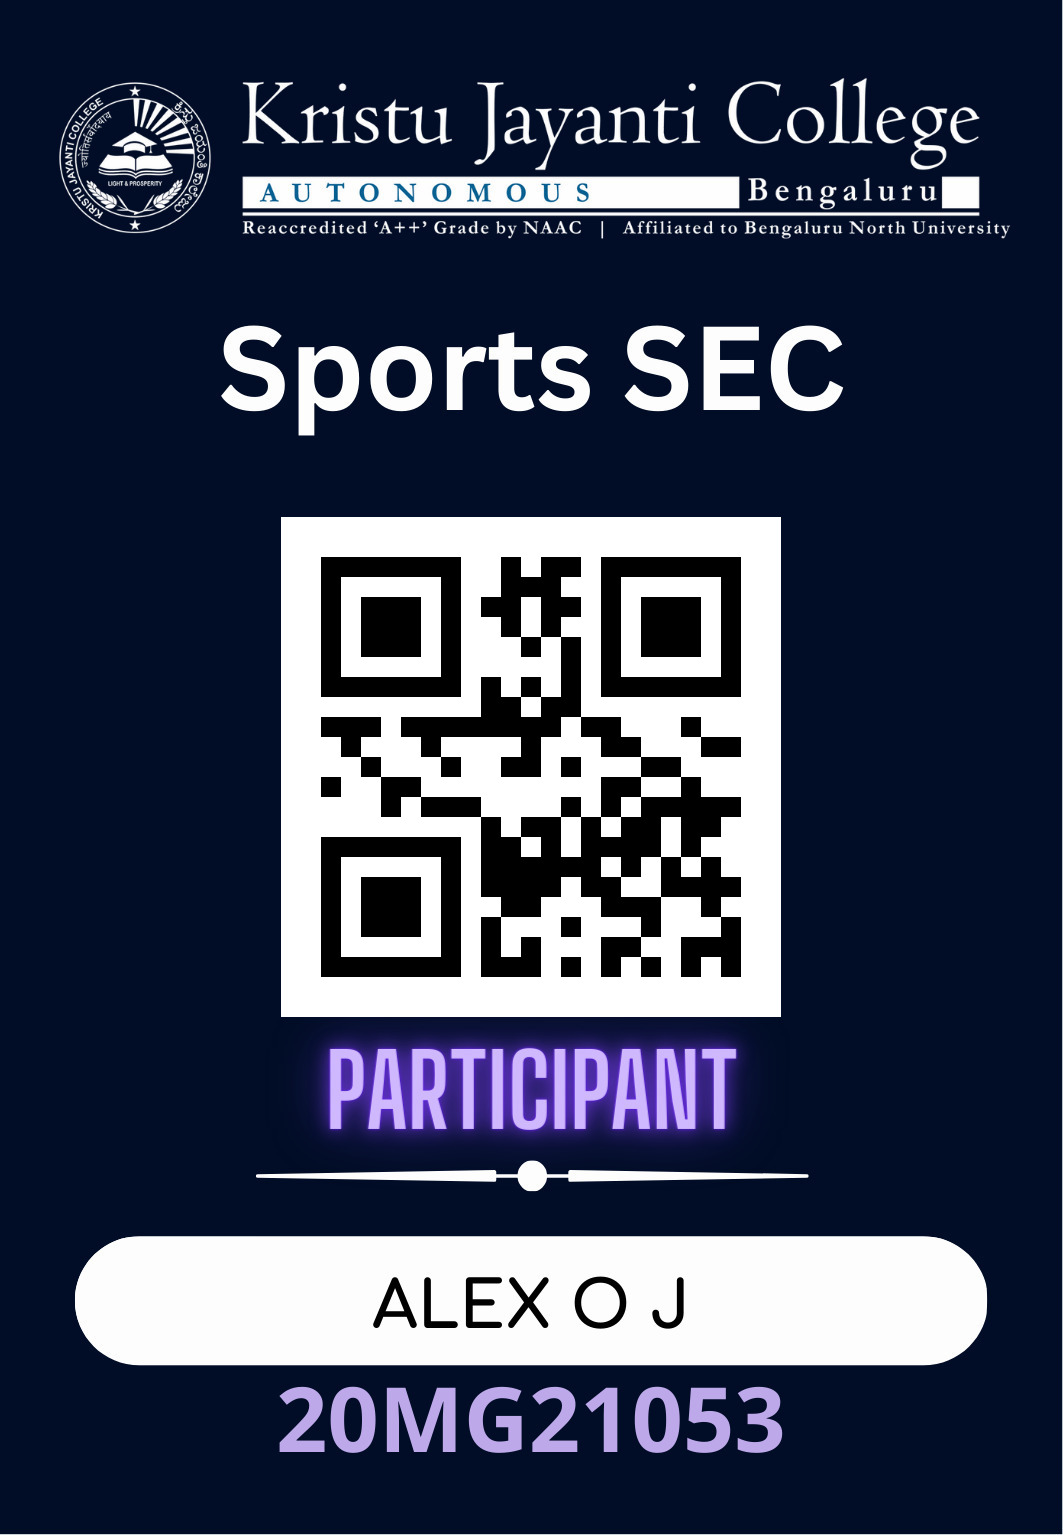 Kristu Jayanti College
AUTONOMOUS Bengaluru
Reaccredited ‘A++’ Grade by NAAC | Affiliated to Bengaluru North University
KRISTU JAYANTI COLLEGE
LIGHT & PROSPERITY
Sports SEC
PARTICIPANT
ALEX O J
20MG21053